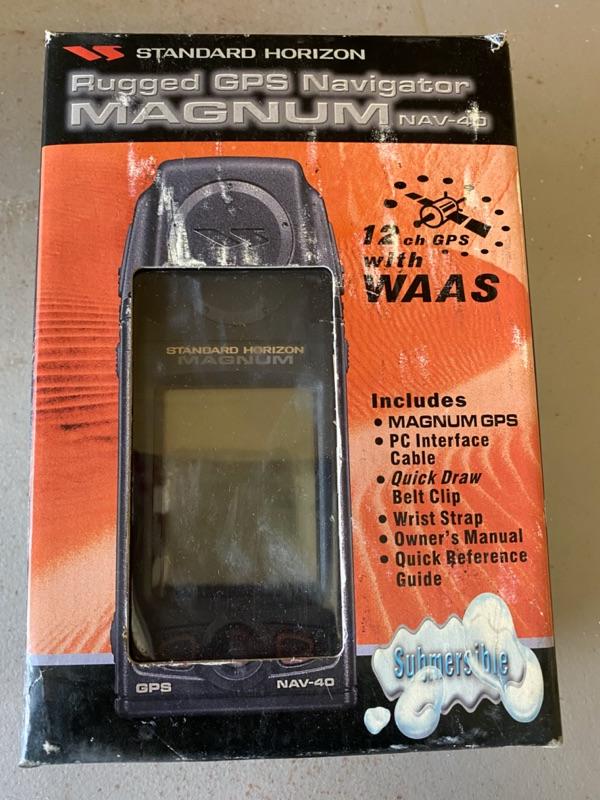 STANDARD HORIZON
Rugged GPS Navigator
MAGNUM NAV-40
12 ch GPS
with
WAAS
STANDARD HORIZON
MAGNUM
Includes
• MAGNUM GPS
• PC Interface
Cable
• Quick Draw
Belt Clip
• Wrist Strap
• Owner's Manual
• Quick Reference
Guide
Submersible
GPS
NAV-40